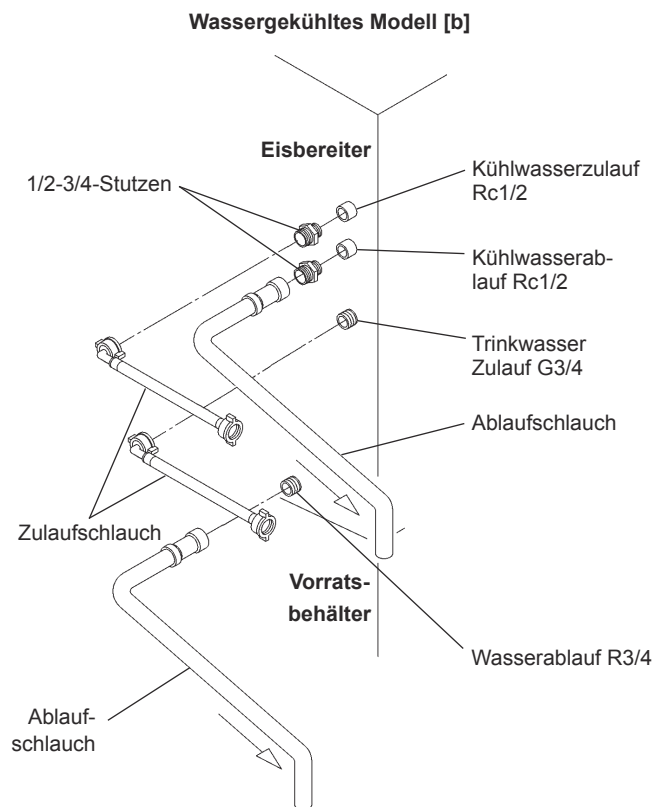 Wassergekühltes Modell [b]
Eisbereiter
1/2-3/4-Stutzen
Kühlwasserzulauf
Rc1/2
Kühlwasserab-
lauf Rc1/2
Trinkwasser
Zulauf G3/4
Ablaufschlauch
Zulaufschlauch
Vorrats-
behälter
Wasserablauf R3/4
Ablauf-
schlauch